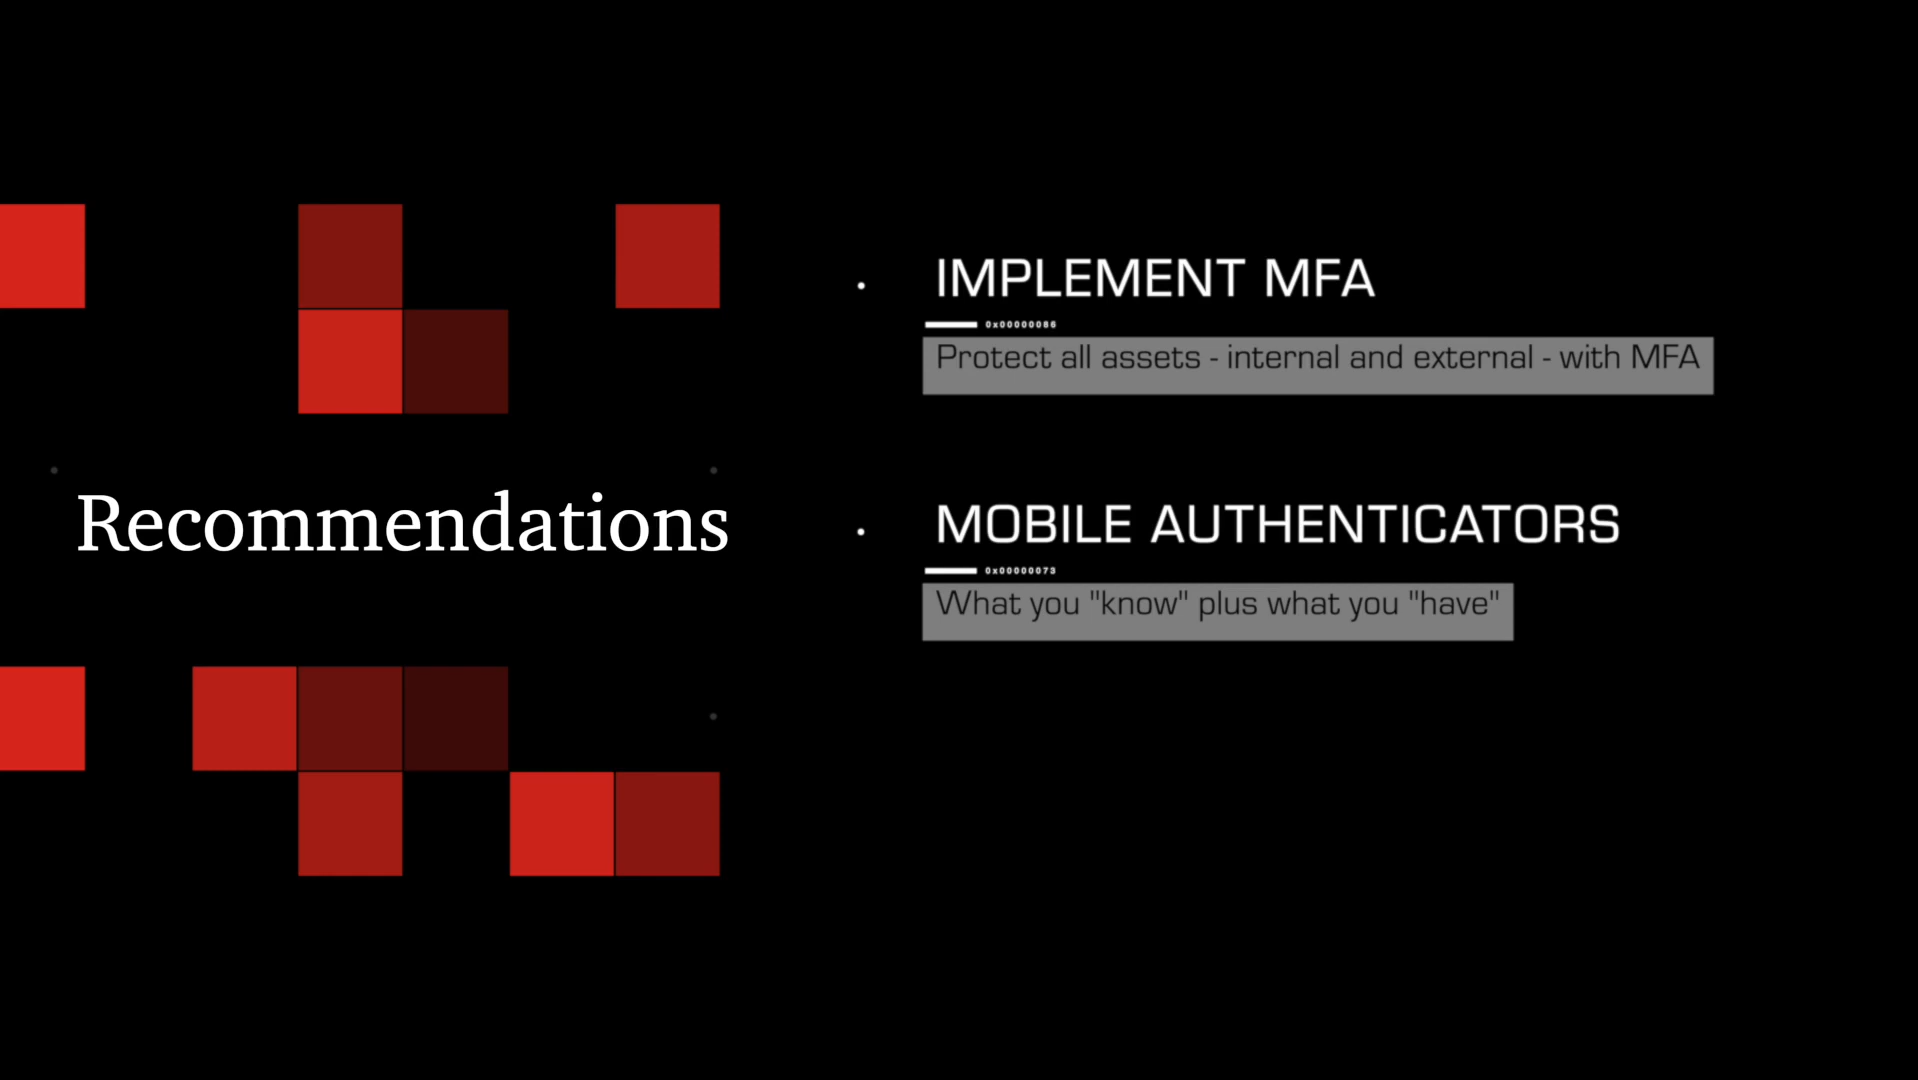 Recommendations
IMPLEMENT MFA
0x00000086
Protect all assets - internal and external - with MFA
MOBILE AUTHENTICATORS
0x00000073
What you "know" plus what you "have"